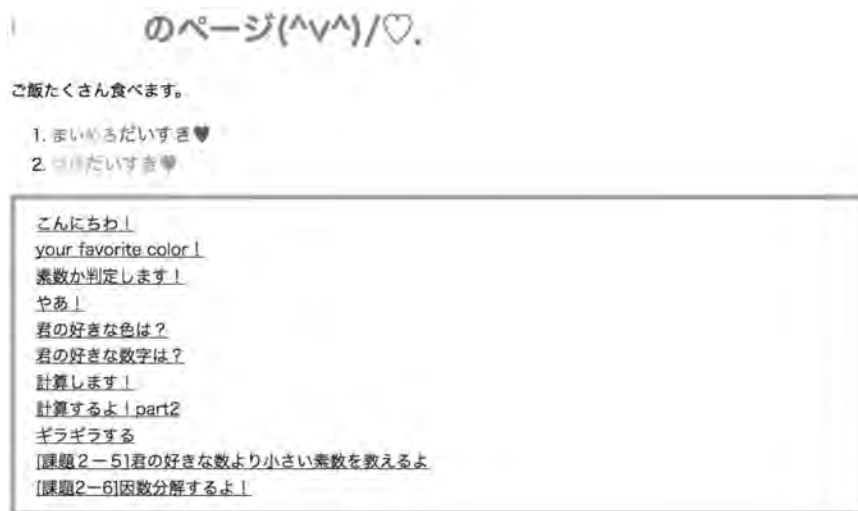 のページ(^v^)/♡.
ご飯たくさん食べます。
1. まいめろだいすき♥
2. だいすき♥
こんにちわ！
your favorite color！
素数か判定します！
やあ！
君の好きな色は？
君の好きな数字は？
計算します！
計算するよ！part2
ギラギラする
[課題２－５]君の好きな数より小さい素数を教えるよ
[課題2－6]因数分解するよ！